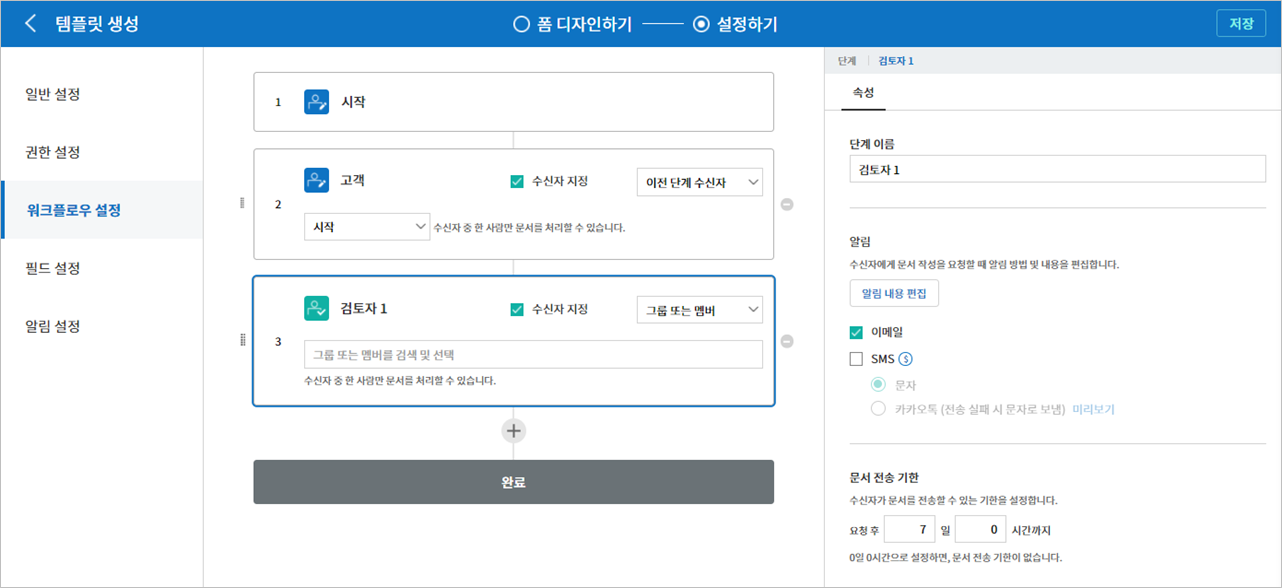 템플릿 생성
폼 디자인하기
설정하기
저장
일반 설정
권한 설정
워크플로우 설정
필드 설정
알림 설정
1 시작
2 고객 수신자 지정 이전 단계 수신자
시작 수신자 중 한 사람만 문서를 처리할 수 있습니다.
3 검토자 1 수신자 지정 그룹 또는 멤버
그룹 또는 멤버를 검색 및 선택
수신자 중 한 사람만 문서를 처리할 수 있습니다.
완료
단계 검토자 1
속성
단계 이름
검토자 1
알림
수신자에게 문서 작성을 요청할 때 알림 방법 및 내용을 편집합니다.
알림 내용 편집
이메일
SMS
문자
카카오톡 (전송 실패 시 문자로 보냄) 미리보기
문서 전송 기한
수신자가 문서를 전송할 수 있는 기한을 설정합니다.
요청 후 7 일 0 시간까지
0일 0시간으로 설정하면, 문서 전송 기한이 없습니다.